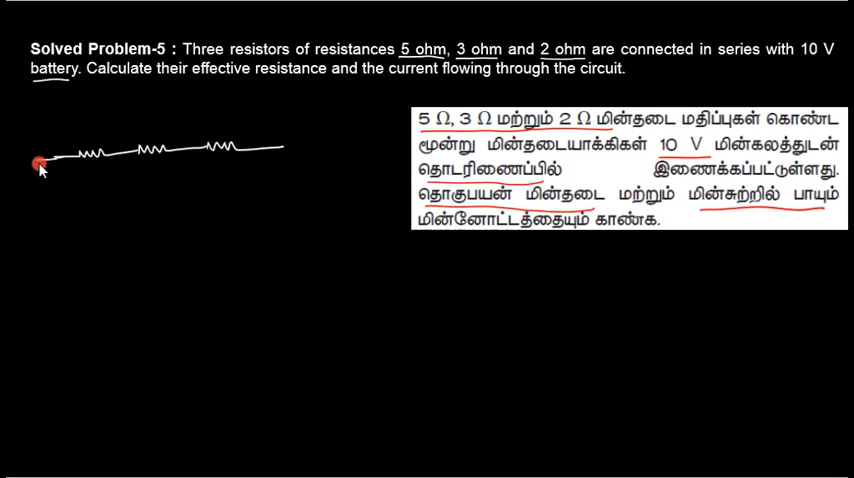 Solved Problem-5 : Three resistors of resistances 5 ohm, 3 ohm and 2 ohm are connected in series with 10 V
battery. Calculate their effective resistance and the current flowing through the circuit.
5 Ω, 3 Ω மற்றும் 2 Ω மின்தடை மதிப்புகள் கொண்ட
மூன்று மின்தடையாக்கிகள் 10 V மின்கலத்துடன்
தொடரிணைப்பில் இணைக்கப்பட்டுள்ளது.
தொகுபயன் மின்தடை மற்றும் மின்சுற்றில் பாயும்
மின்னோட்டத்தையும் காண்க.